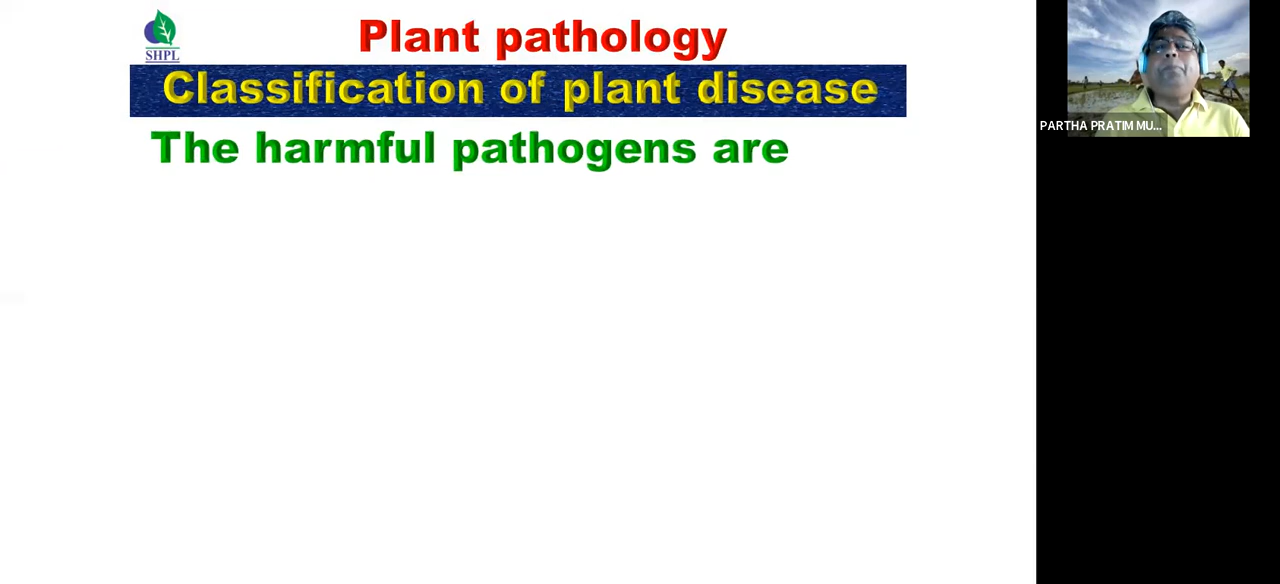 Plant pathology
SHPL
Classification of plant disease
The harmful pathogens are
PARTHA PRATIM MU...